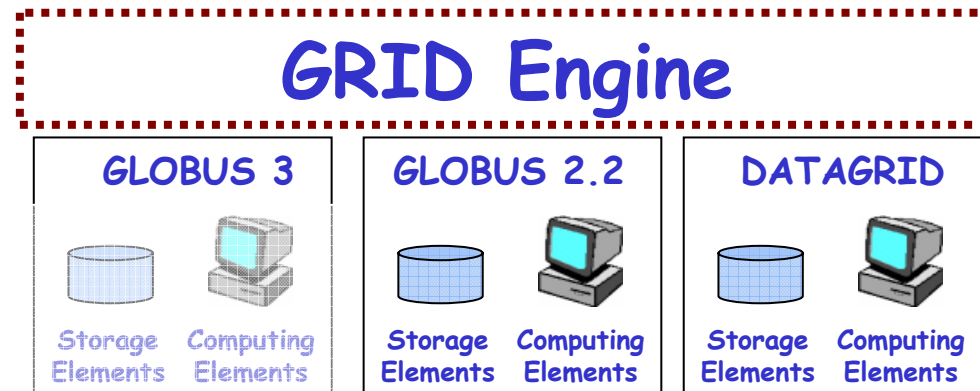 GRID Engine
GLOBUS 3
Storage Elements
Computing Elements
GLOBUS 2.2
Storage Elements
Computing Elements
DATAGRID
Storage Elements
Computing Elements